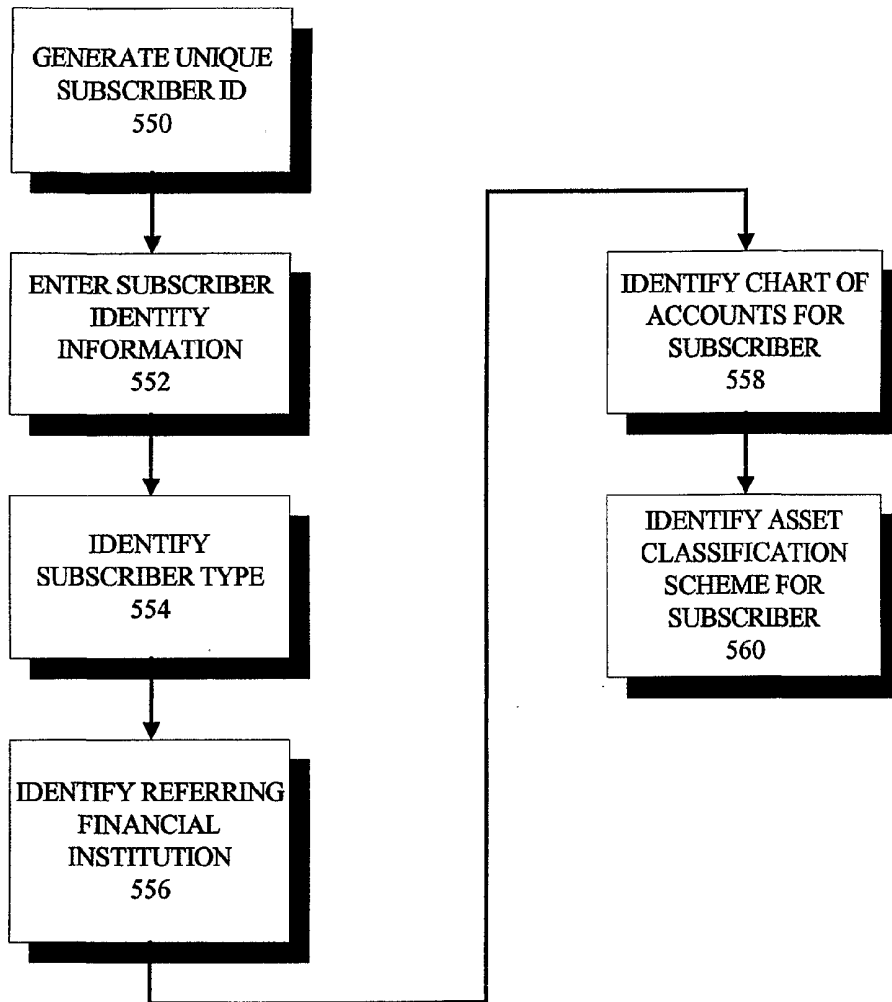 GENERATE UNIQUE
SUBSCRIBER ID
550
ENTER SUBSCRIBER
IDENTITY
INFORMATION
552
IDENTIFY
SUBSCRIBER TYPE
554
IDENTIFY REFERRING
FINANCIAL
INSTITUTION
556
IDENTIFY CHART OF
ACCOUNTS FOR
SUBSCRIBER
558
IDENTIFY ASSET
CLASSIFICATION
SCHEME FOR
SUBSCRIBER
560